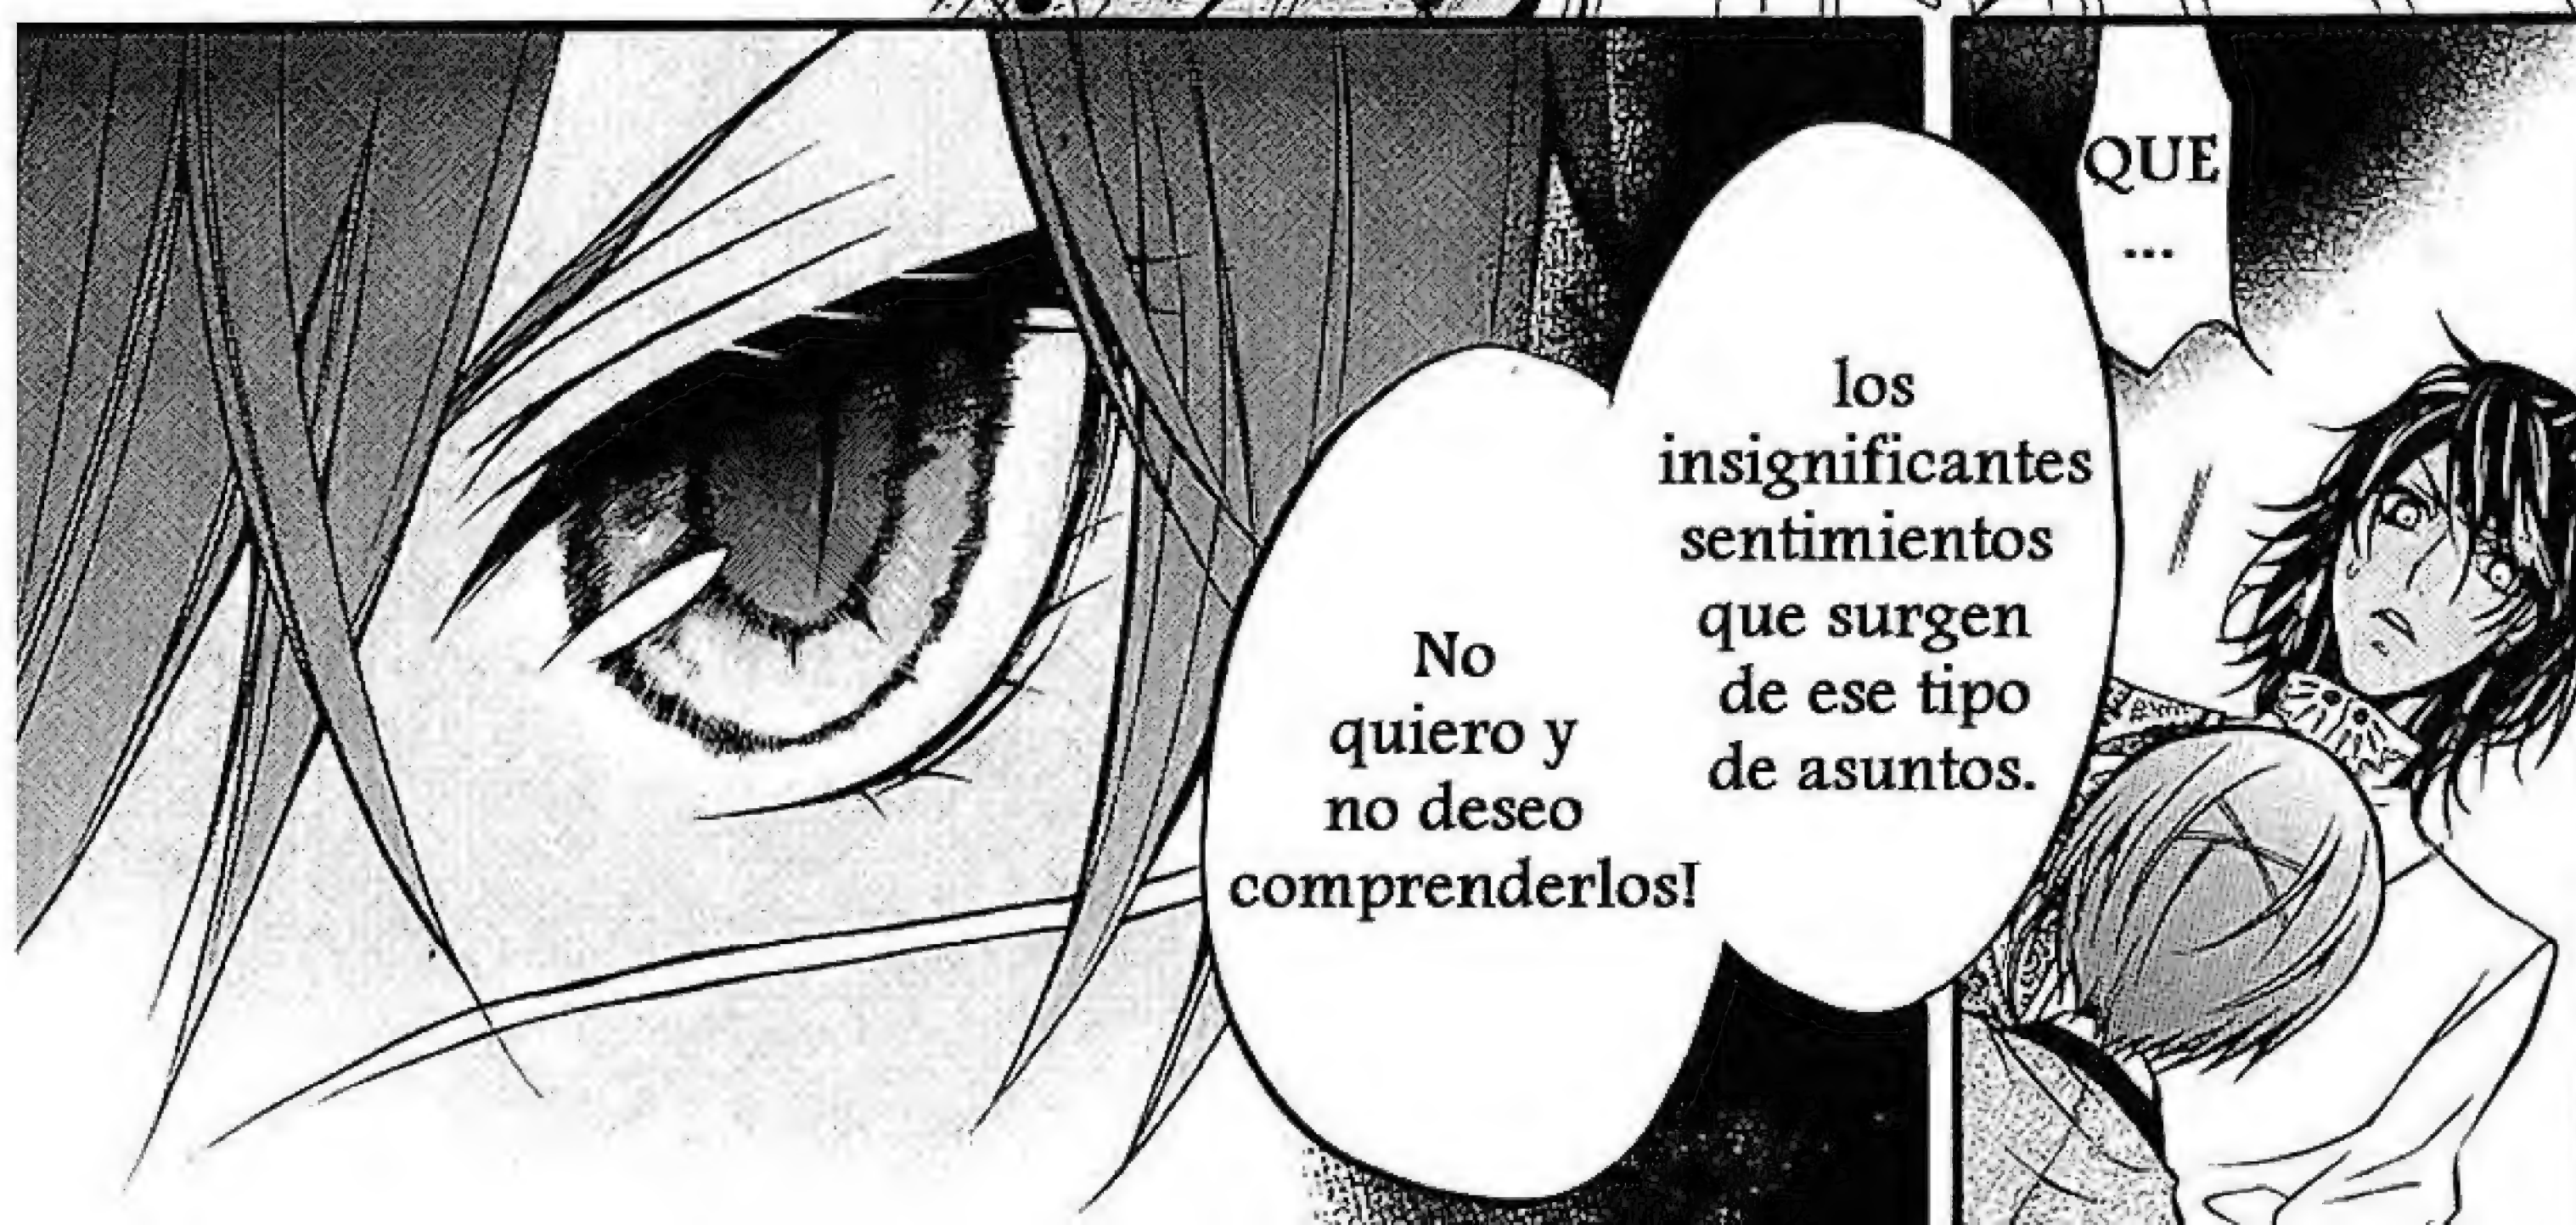 QUE
...
los
insignificantes
sentimientos
que surgen
de ese tipo
de asuntos.
No
quiero y
no deseo
comprenderlos!